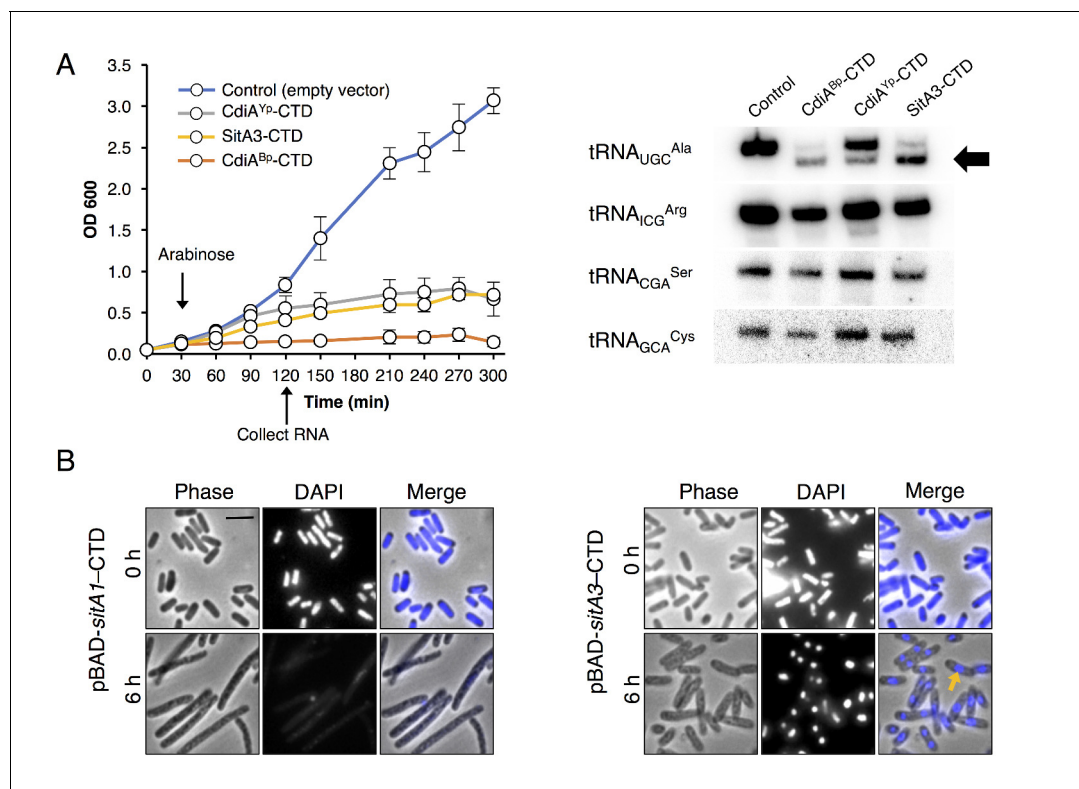 A
3.5
3.0
2.5
2.0
1.5
1.0
0.5
0.0
OD 600
Control (empty vector)
CdiA^Yp-CTD
SitA3-CTD
CdiA^Bp-CTD
Arabinose
0 30 60 90 120 150 180 210 240 270 300
Time (min)
Collect RNA
Control
CdiA^Bp-CTD
CdiA^Yp-CTD
SitA3-CTD
tRNA_UGC^Ala
tRNA_ICG^Arg
tRNA_CGA^Ser
tRNA_GCA^Cys
B
Phase DAPI Merge
pBAD-sitA1–CTD
0 h
6 h
Phase DAPI Merge
pBAD-sitA3–CTD
0 h
6 h